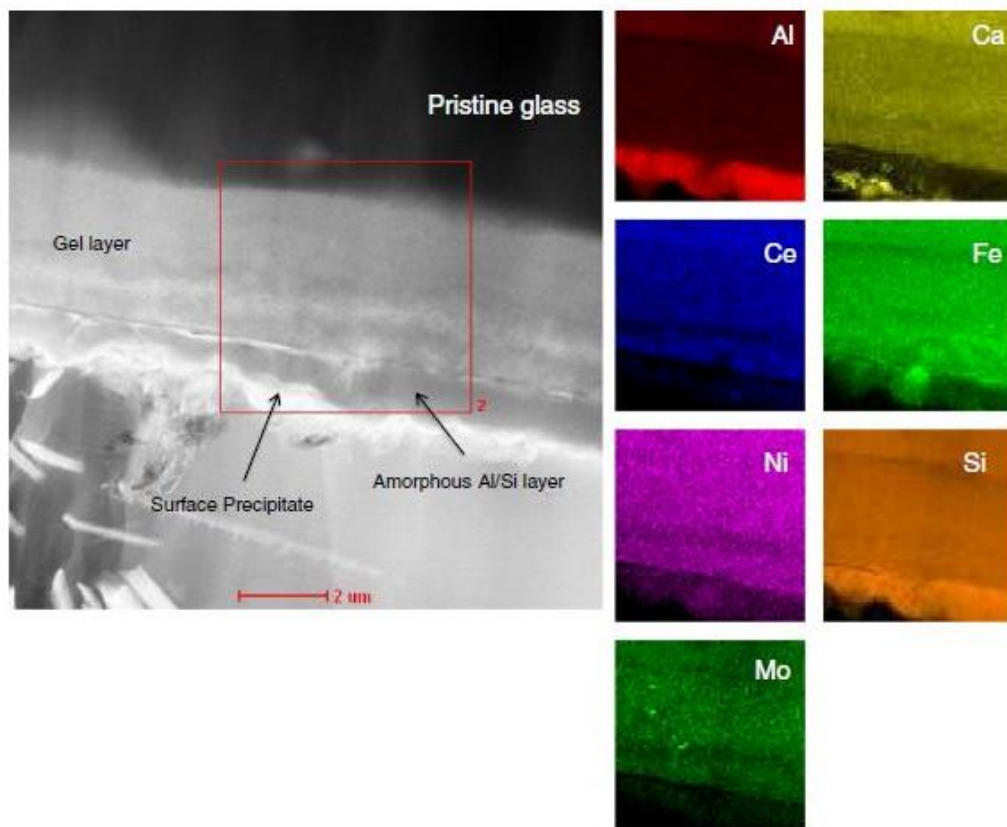 Pristine glass
Gel layer
2
Amorphous Al/Si layer
Surface Precipitate
2 um
Al
Ca
Ce
Fe
Ni
Si
Mo